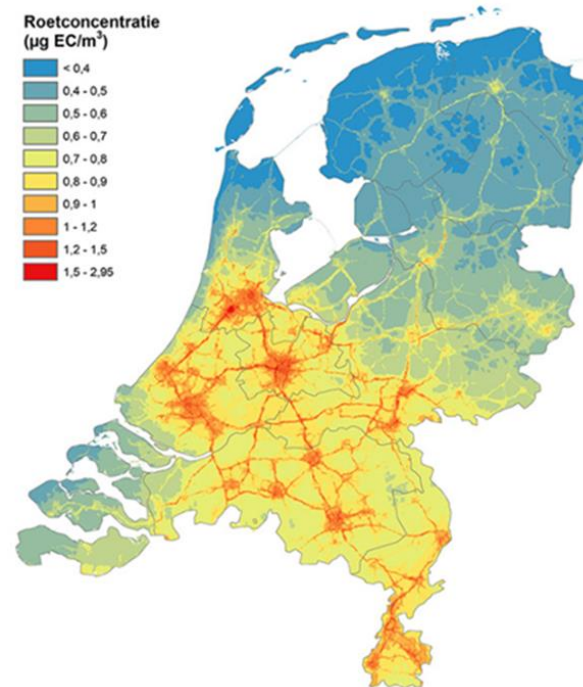 Roetconcentratie
(µg EC/m³)
< 0,4
0,4 - 0,5
0,5 - 0,6
0,6 - 0,7
0,7 - 0,8
0,8 - 0,9
0,9 - 1
1 - 1,2
1,2 - 1,5
1,5 - 2,95